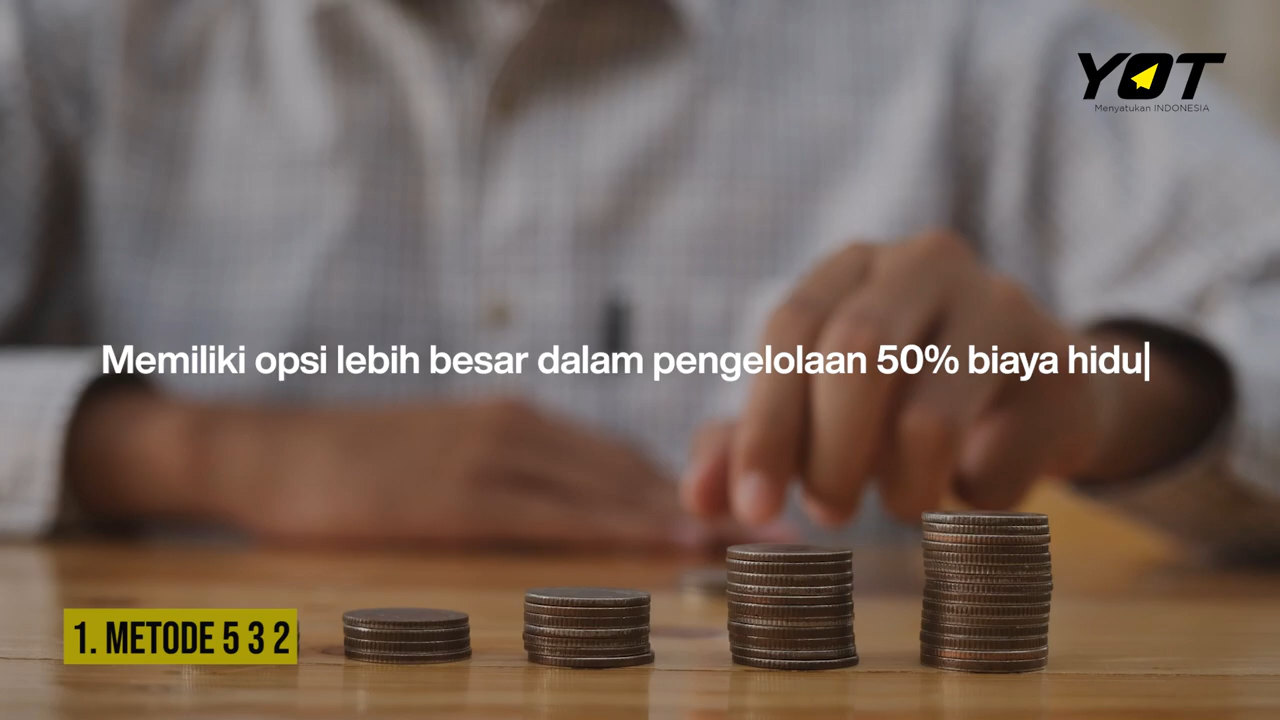 YOT
Menyatukan INDONESIA
Memiliki opsi lebih besar dalam pengelolaan 50% biaya hidu|
1. METODE 5 3 2